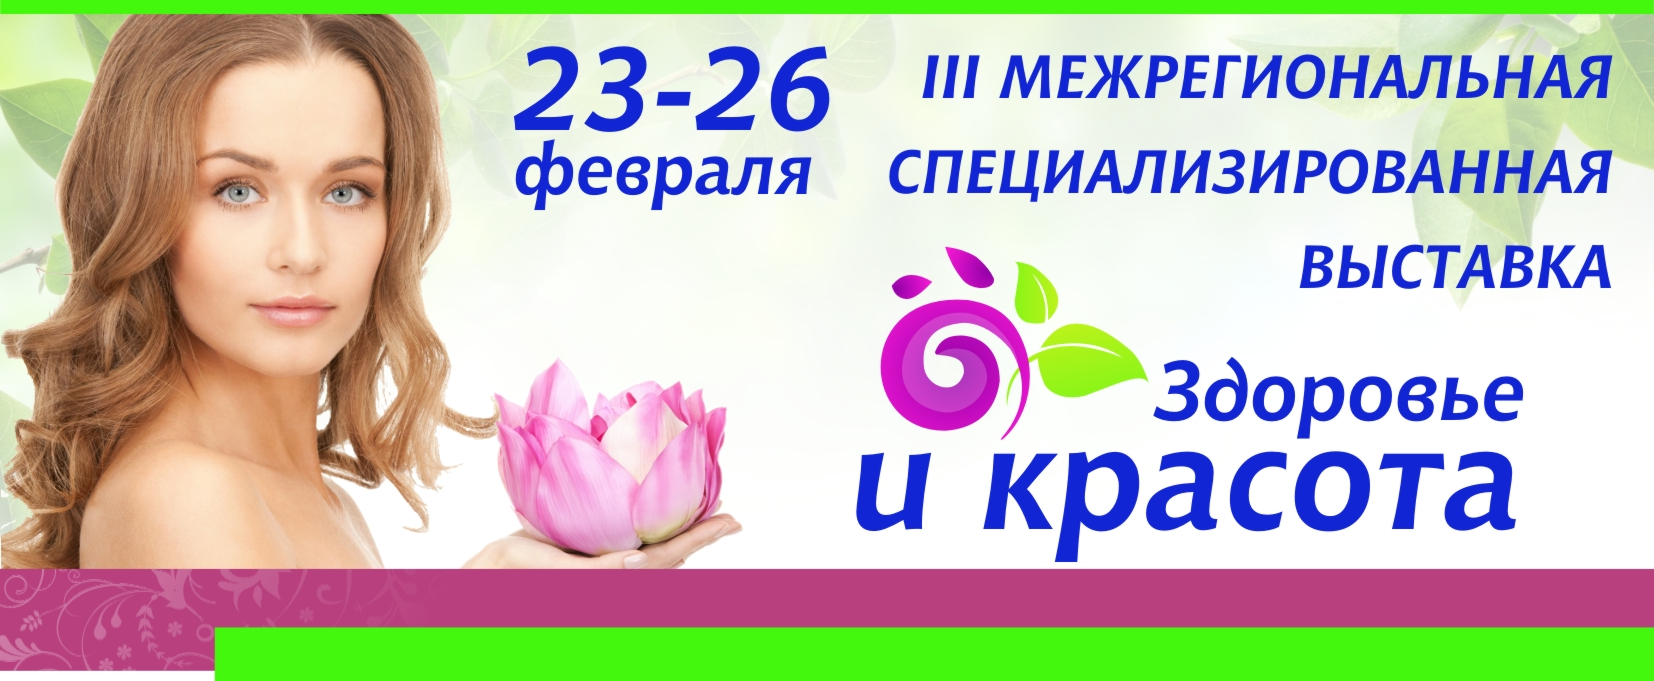 23-26
февраля
III МЕЖРЕГИОНАЛЬНАЯ
СПЕЦИАЛИЗИРОВАННАЯ
ВЫСТАВКА
Здоровье
и красота